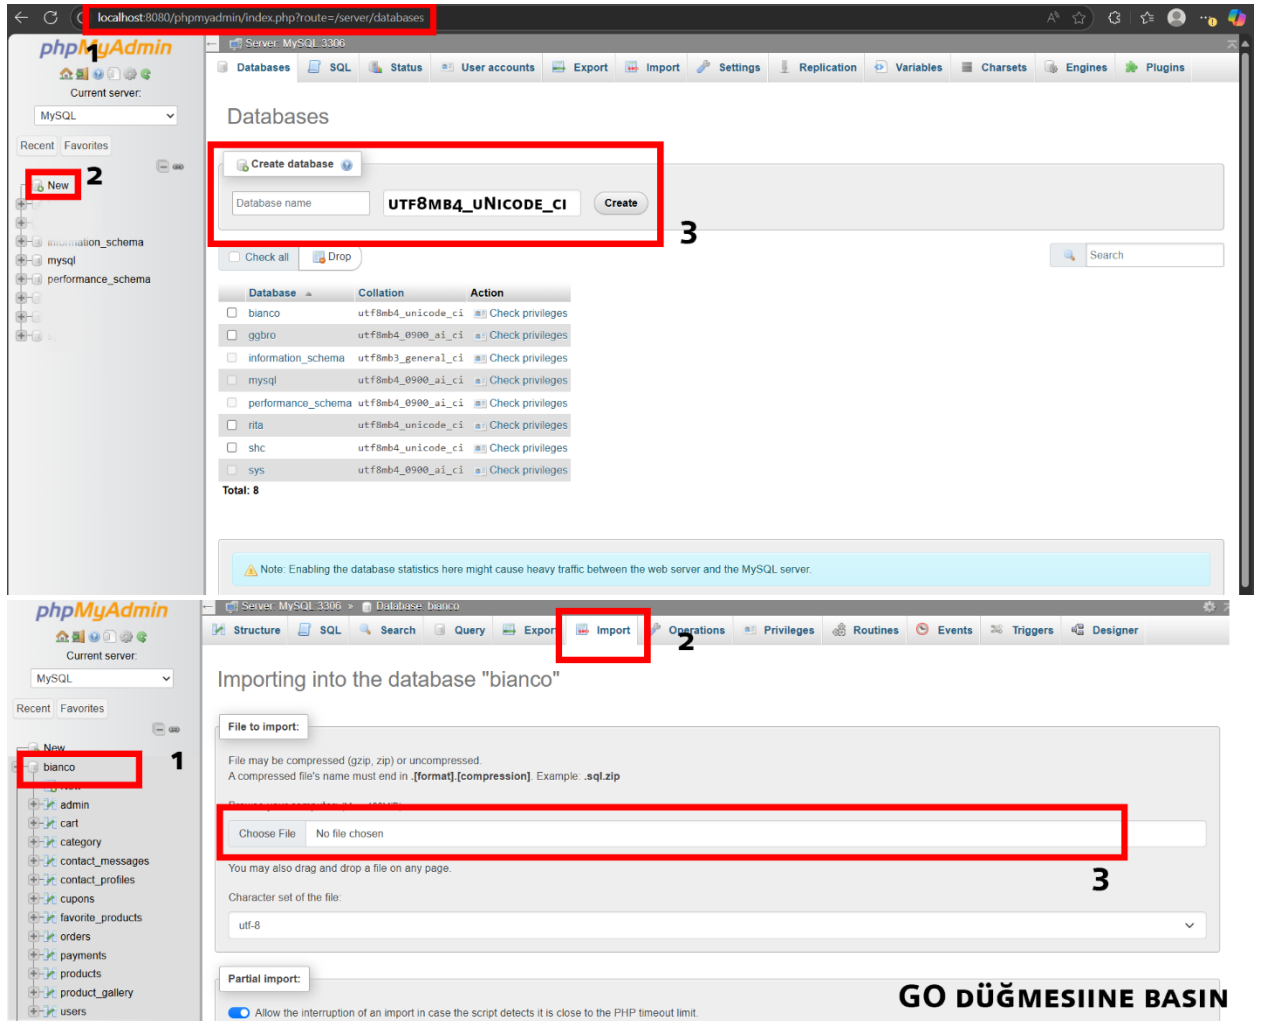 localhost:8080/phpmyadmin/index.php?route=/server/databases
phpMyAdmin
1
Server: MySQL:3306
Databases SQL Status User accounts Export Import Settings Replication Variables Charsets Engines Plugins
Current server:
MySQL
Recent Favorites
New
2
information_schema
mysql
performance_schema
Databases
Create database
Database name
UTF8MB4_UNICODE_CI
Create
3
Check all Drop
Search
Database Collation Action
bianco utf8mb4_unicode_ci Check privileges
ggbro utf8mb4_0900_ai_ci Check privileges
information_schema utf8mb3_general_ci Check privileges
mysql utf8mb4_0900_ai_ci Check privileges
performance_schema utf8mb4_0900_ai_ci Check privileges
rita utf8mb4_unicode_ci Check privileges
shc utf8mb4_unicode_ci Check privileges
sys utf8mb4_0900_ai_ci Check privileges
Total: 8
Note: Enabling the database statistics here might cause heavy traffic between the web server and the MySQL server.
phpMyAdmin
Server: MySQL:3306 » Database: bianco
Structure SQL Search Query Export Import Operations Privileges Routines Events Triggers Designer
2
Current server:
MySQL
Recent Favorites
New
bianco
1
New
admin
cart
category
contact_messages
contact_profiles
cupons
favorite_products
orders
payments
products
product_gallery
users
Importing into the database "bianco"
File to import:
File may be compressed (gzip, zip) or uncompressed.
A compressed file's name must end in .[format].[compression]. Example: .sql.zip
Browse your computer:
Choose File No file chosen
3
You may also drag and drop a file on any page.
Character set of the file:
utf-8
Partial import:
Allow the interruption of an import in case the script detects it is close to the PHP timeout limit.
GO DÜĞMESIINE BASIN